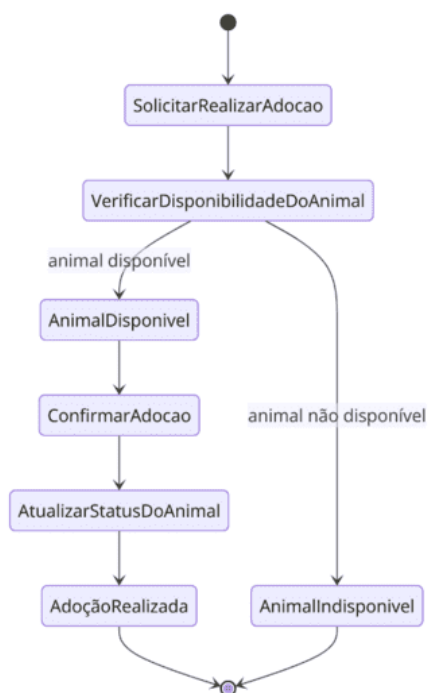 SolicitarRealizarAdocao
VerificarDisponibilidadeDoAnimal
animal disponível
AnimalDisponivel
ConfirmarAdocao
animal não disponível
AtualizarStatusDoAnimal
AdoçãoRealizada
AnimalIndisponivel